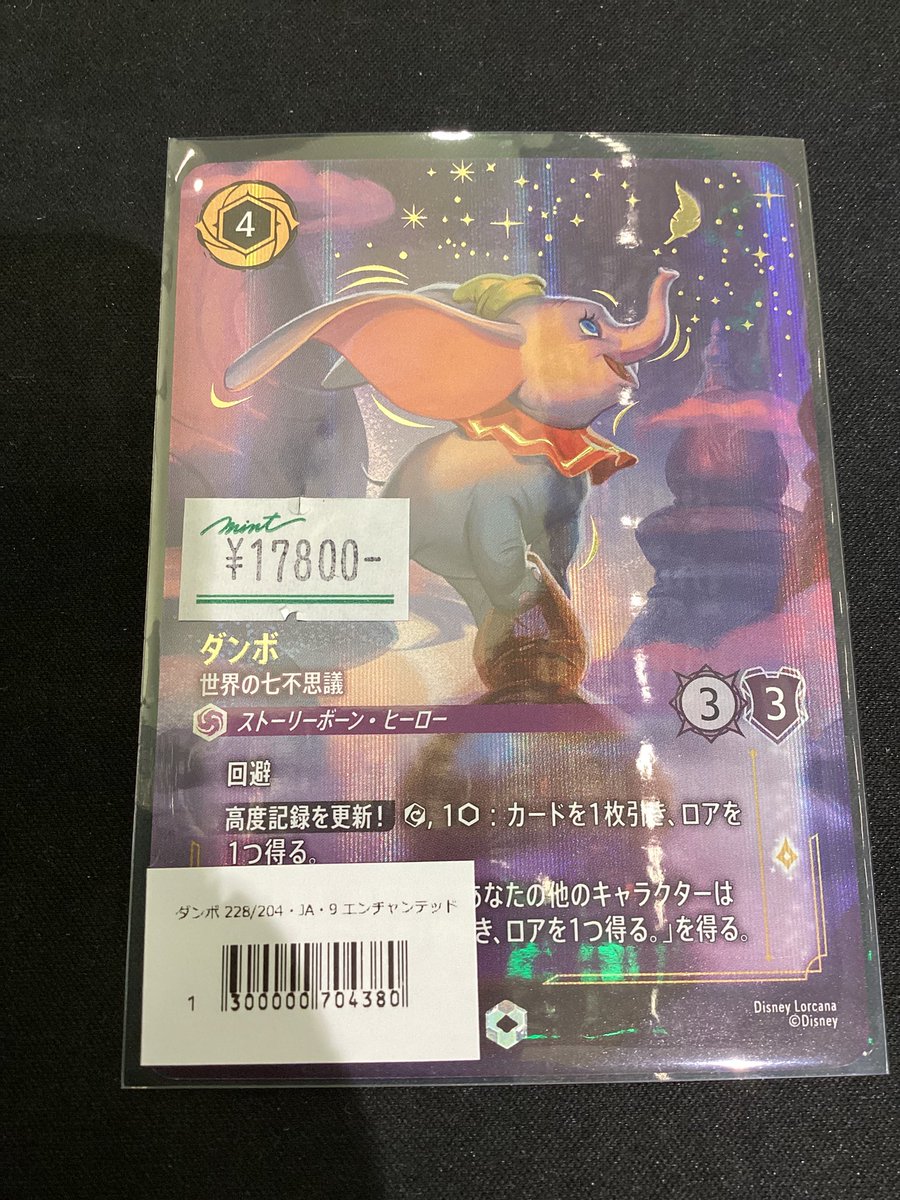 4
mint
¥17800-
ダンボ
世界の七不思議
ストーリーボーン・ヒーロー
3 3
回避
高度記録を更新! , 1 : カードを1枚引き、ロアを
1つ得る。
あなたの他のキャラクターは
き、ロアを1つ得る。」を得る。
ダンボ 228/204・JA・9 エンチャンテッド
1 300000 704380
Disney Lorcana
©Disney